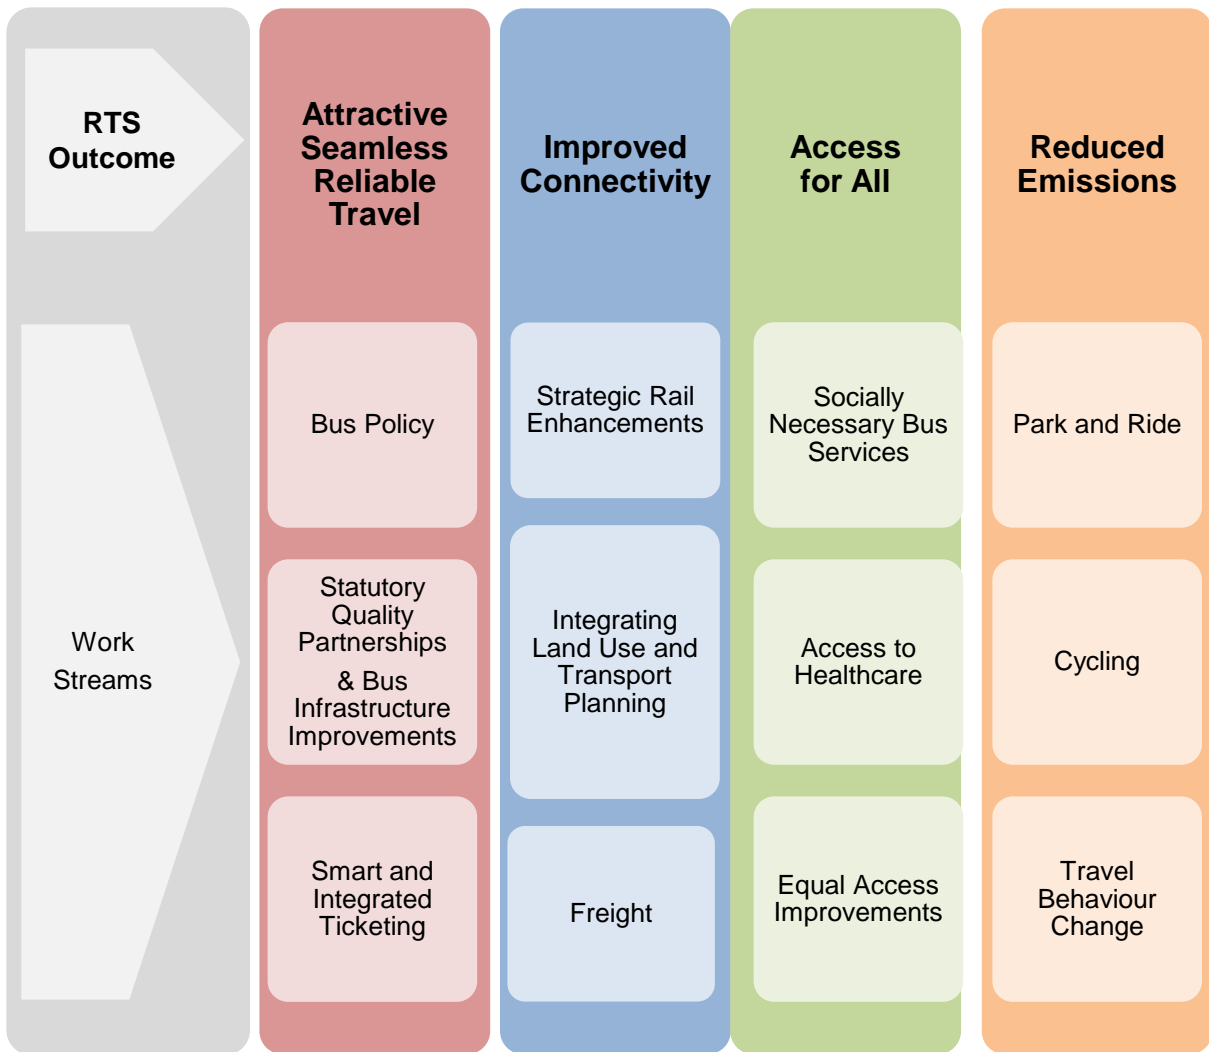 RTS
Outcome
Attractive
Seamless
Reliable
Travel
Improved
Connectivity
Access
for All
Reduced
Emissions
Work
Streams
Bus Policy
Statutory
Quality
Partnerships
& Bus
Infrastructure
Improvements
Smart and
Integrated
Ticketing
Strategic Rail
Enhancements
Integrating
Land Use and
Transport
Planning
Freight
Socially
Necessary Bus
Services
Access to
Healthcare
Equal Access
Improvements
Park and Ride
Cycling
Travel
Behaviour
Change